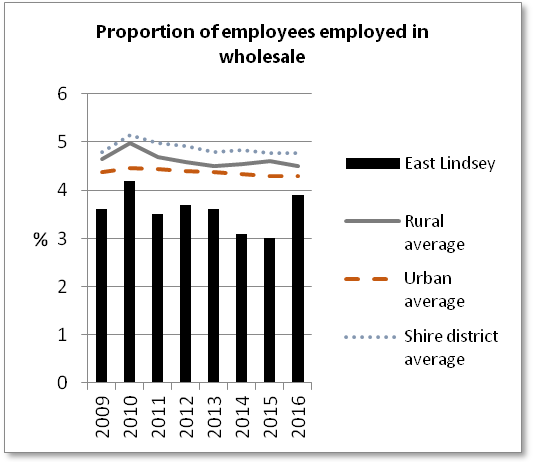 Proportion of employees employed in
wholesale
6
5
4
3
2
1
0
%
2009
2010
2011
2012
2013
2014
2015
2016
East Lindsey
Rural
average
Urban
average
Shire district
average